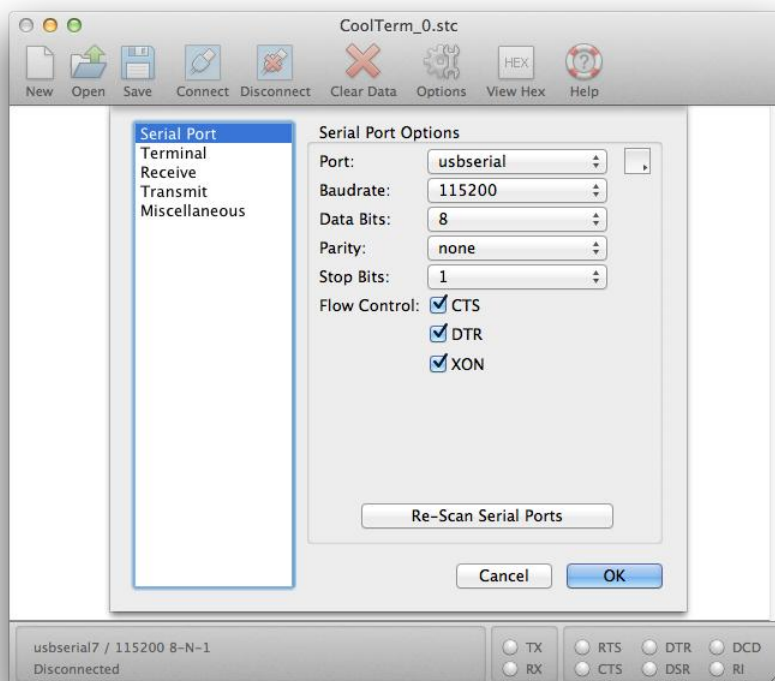 CoolTerm_0.stc
New Open Save Connect Disconnect Clear Data Options View Hex Help
HEX
Serial Port
Terminal
Receive
Transmit
Miscellaneous
Serial Port Options
Port: usbserial
Baudrate: 115200
Data Bits: 8
Parity: none
Stop Bits: 1
Flow Control: CTS
DTR
XON
Re-Scan Serial Ports
Cancel OK
usbserial7 / 115200 8-N-1
Disconnected
TX RTS DTR DCD
RX CTS DSR RI